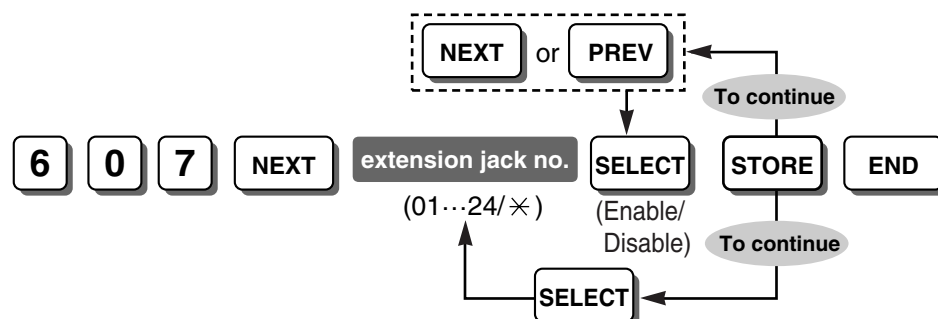 NEXT or PREV
To continue
6 0 7 NEXT extension jack no. SELECT STORE END
(01···24/✳) (Enable/
Disable) To continue
SELECT